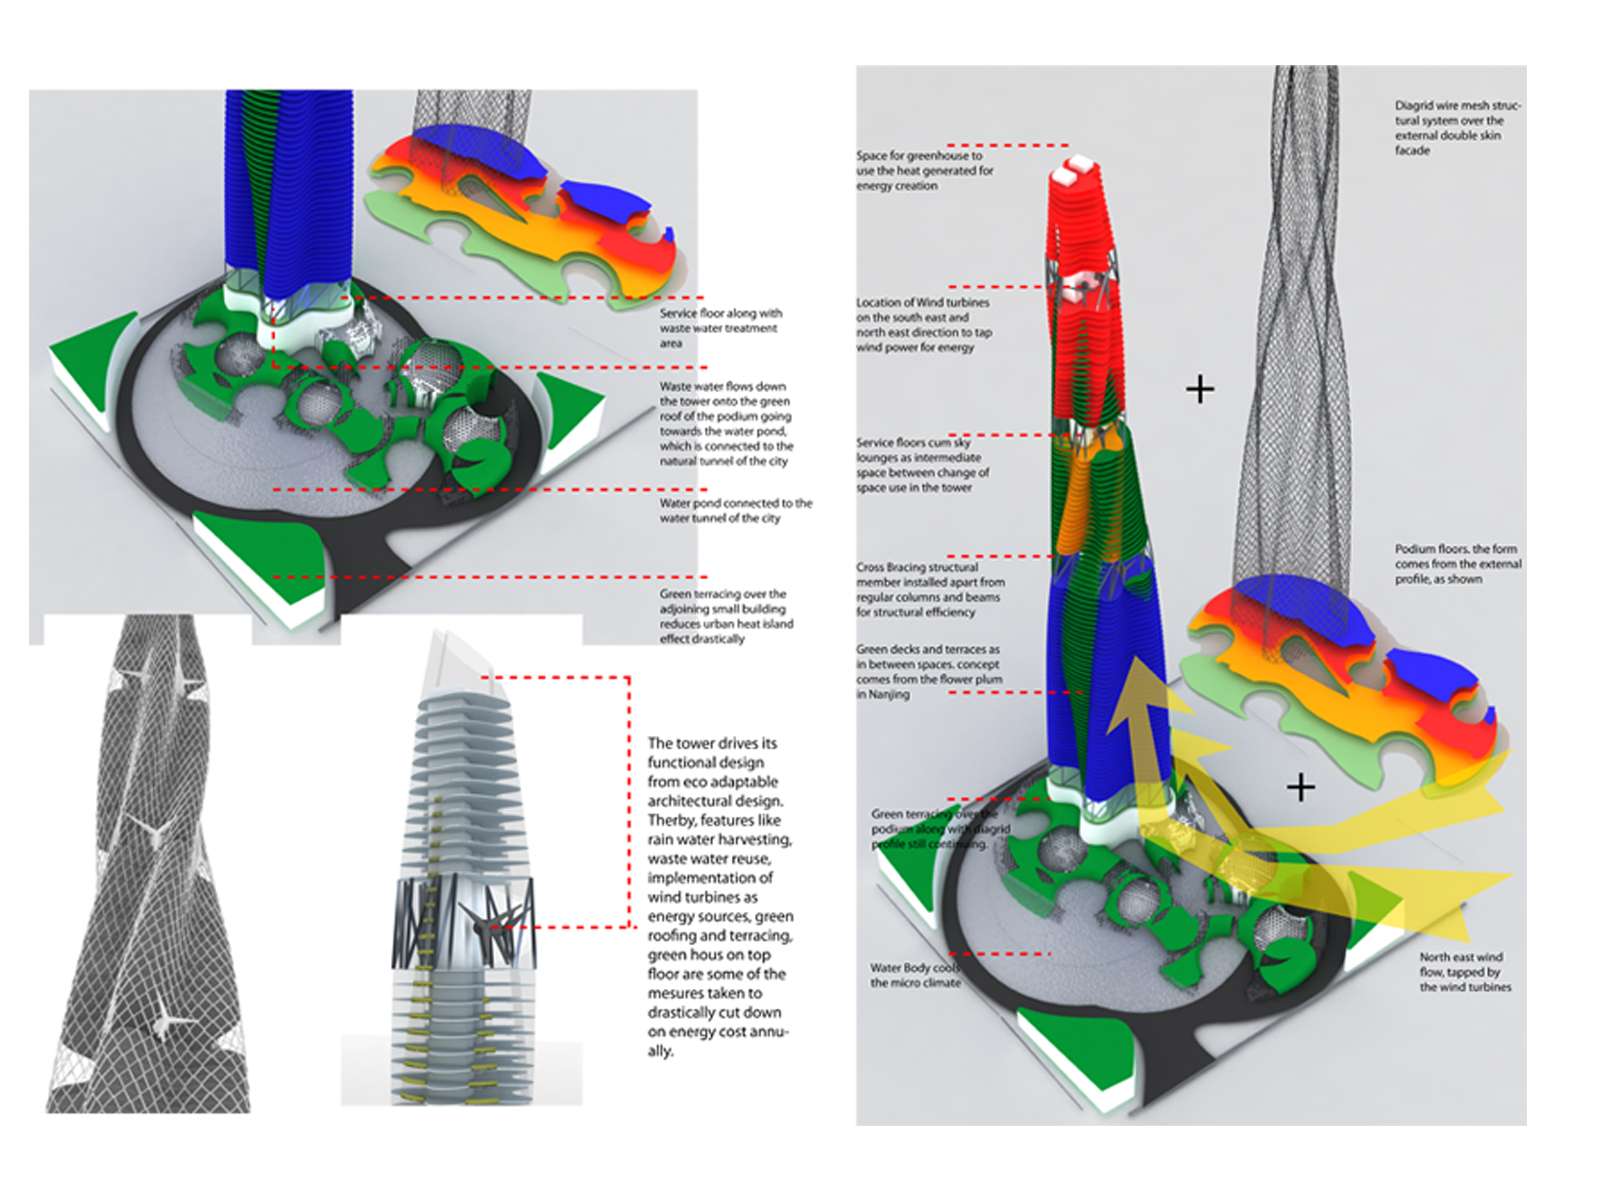 Service floor along with
waste water treatment
area
Waste water flows down
the tower onto the green
roof of the podium going
towards the water pond,
which is connected to the
natural tunnel of the city
Water pond connected to the
water tunnel of the city
Green terracing over the
adjoining small building
reduces urban heat island
effect drastically
The tower drives its
functional design
from eco adaptable
architectural design.
Therby, features like
rain water harvesting,
waste water reuse,
implementation of
wind turbines as
energy sources, green
roofing and terracing,
green hous on top
floor are some of the
mesures taken to
drastically cut down
on energy cost annu-
ally.
Space for greenhouse to
use the heat generated for
energy creation
Location of Wind turbines
on the south east and
north east direction to tap
wind power for energy
Service floors cum sky
lounges as intermediate
space between change of
space use in the tower
Cross Bracing structural
member installed apart from
regular columns and beams
for structural efficiency
Green decks and terraces as
in between spaces. concept
comes from the flower plum
in Nanjing
Green terracing over the
podium along with diagrid
profile still continuing.
Water Body cools
the micro climate
+
Diagrid wire mesh struc-
tural system over the
external double skin
facade
Podium floors. the form
comes from the external
profile, as shown
+
North east wind
flow, tapped by
the wind turbines